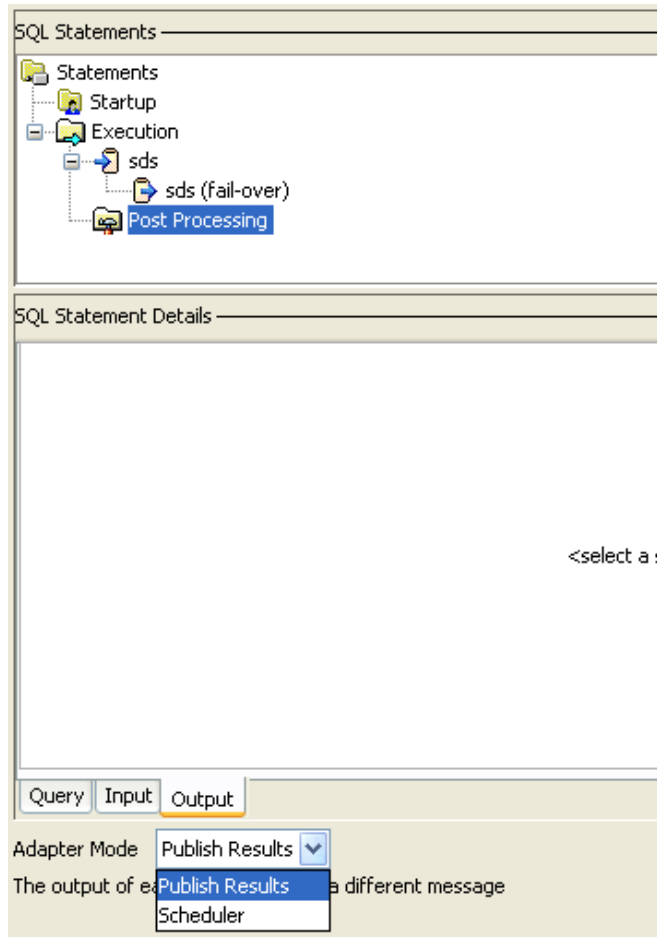 SQL Statements
Statements
Startup
Execution
sds
sds (fail-over)
Post Processing
SQL Statement Details
<select a
Query Input Output
Adapter Mode Publish Results
The output of Publish Results a different message
Scheduler